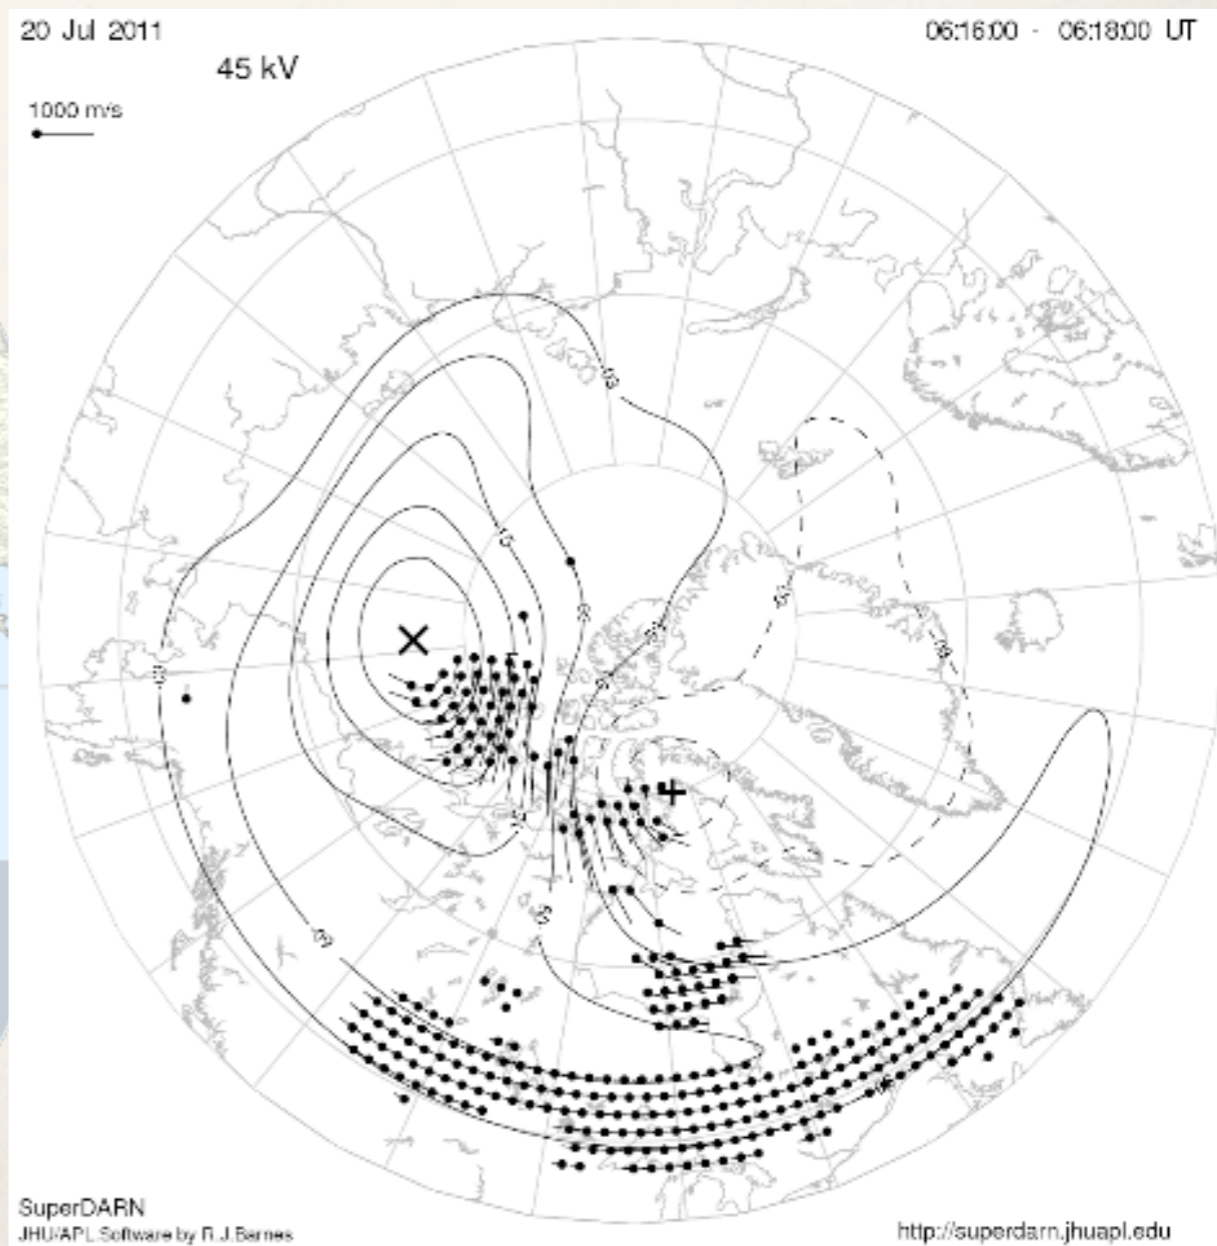 20 Jul 2011
06:16:00 - 06:18:00 UT
45 kV
1000 m/s
SuperDARN
JHU/APL Software by R.J.Barnes
http://superdarn.jhuapl.edu